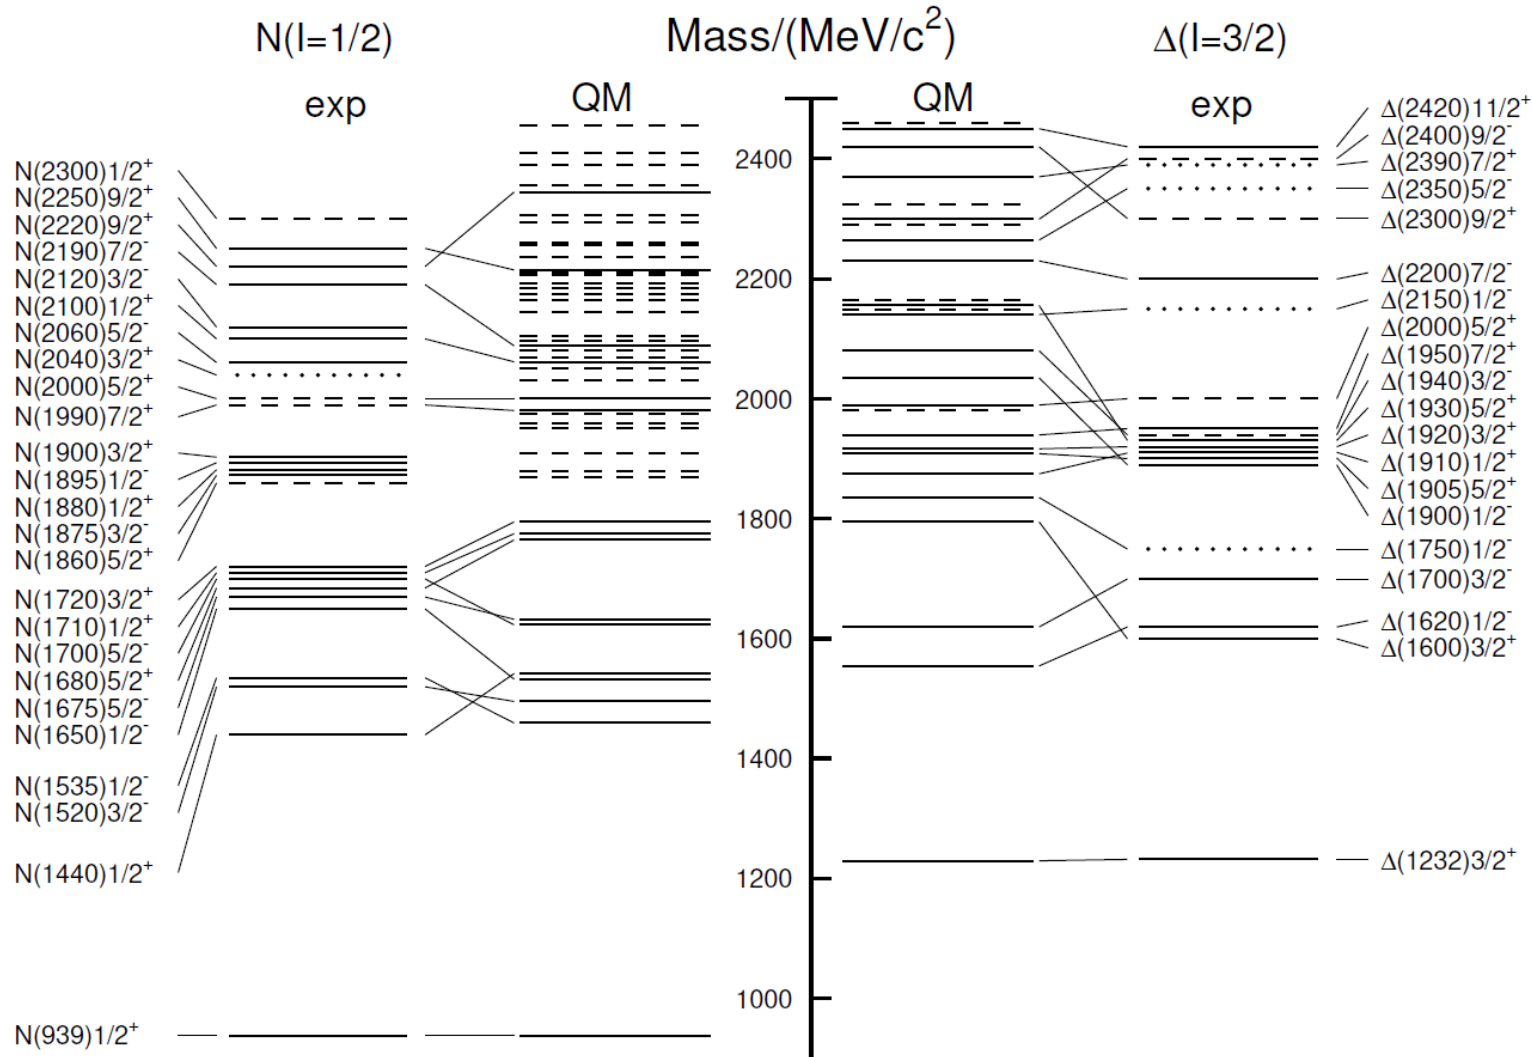 N(I=1/2) Mass/(MeV/c²) Δ(I=3/2)
exp QM QM exp
N(2300)1/2⁺
N(2250)9/2⁺
N(2220)9/2⁺
N(2190)7/2⁻
N(2120)3/2⁻
N(2100)1/2⁺
N(2060)5/2⁻
N(2040)3/2⁺
N(2000)5/2⁺
N(1990)7/2⁺
N(1900)3/2⁺
N(1895)1/2⁻
N(1880)1/2⁺
N(1875)3/2⁻
N(1860)5/2⁺
N(1720)3/2⁺
N(1710)1/2⁺
N(1700)5/2⁻
N(1680)5/2⁺
N(1675)5/2⁻
N(1650)1/2⁻
N(1535)1/2⁻
N(1520)3/2⁻
N(1440)1/2⁺
N(939)1/2⁺
2400
2200
2000
1800
1600
1400
1200
1000
Δ(2420)11/2⁺
Δ(2400)9/2⁻
Δ(2390)7/2⁺
Δ(2350)5/2⁻
Δ(2300)9/2⁺
Δ(2200)7/2⁻
Δ(2150)1/2⁻
Δ(2000)5/2⁺
Δ(1950)7/2⁺
Δ(1940)3/2⁻
Δ(1930)5/2⁺
Δ(1920)3/2⁺
Δ(1910)1/2⁺
Δ(1905)5/2⁺
Δ(1900)1/2⁻
Δ(1750)1/2⁻
Δ(1700)3/2⁻
Δ(1620)1/2⁻
Δ(1600)3/2⁺
Δ(1232)3/2⁺